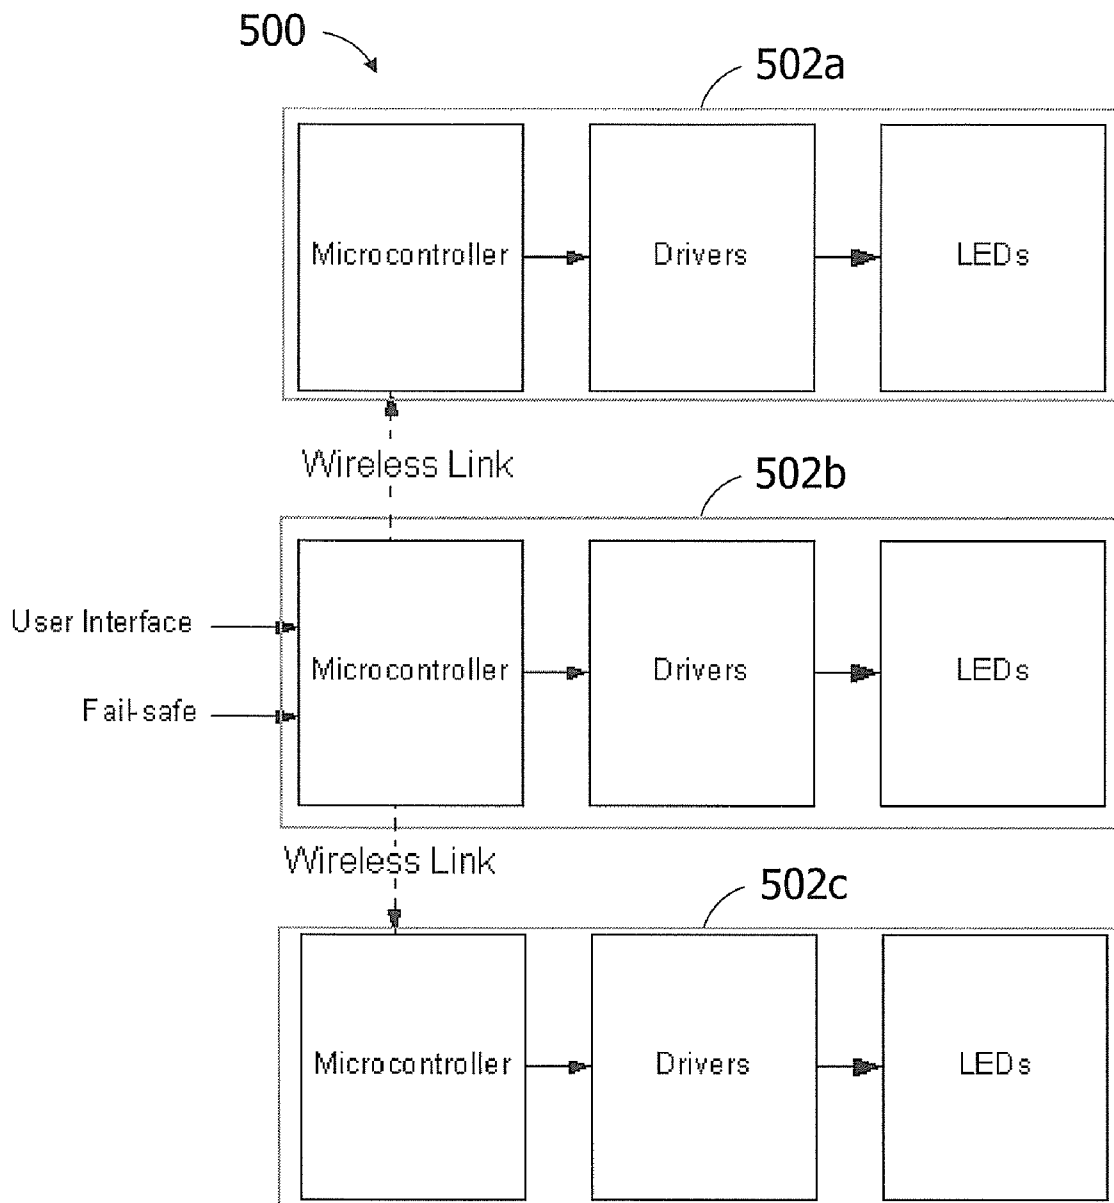 500
502a
Microcontroller
Drivers
LEDs
Wireless Link
502b
User Interface
Fail-safe
Microcontroller
Drivers
LEDs
Wireless Link
502c
Microcontroller
Drivers
LEDs